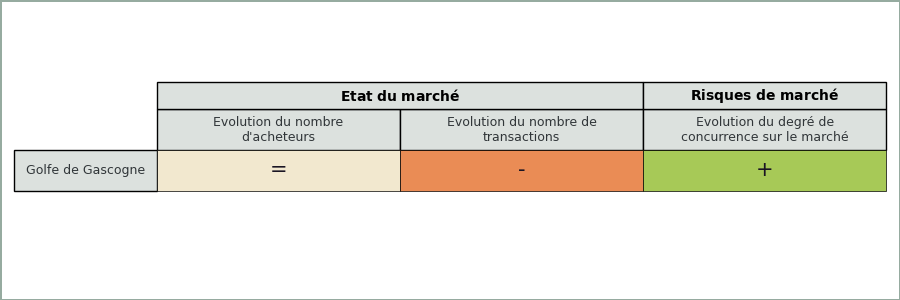 Etat du marché
Risques de marché
Evolution du nombre
d'acheteurs
Evolution du nombre de
transactions
Evolution du degré de
concurrence sur le marché
Golfe de Gascogne
=
-
+